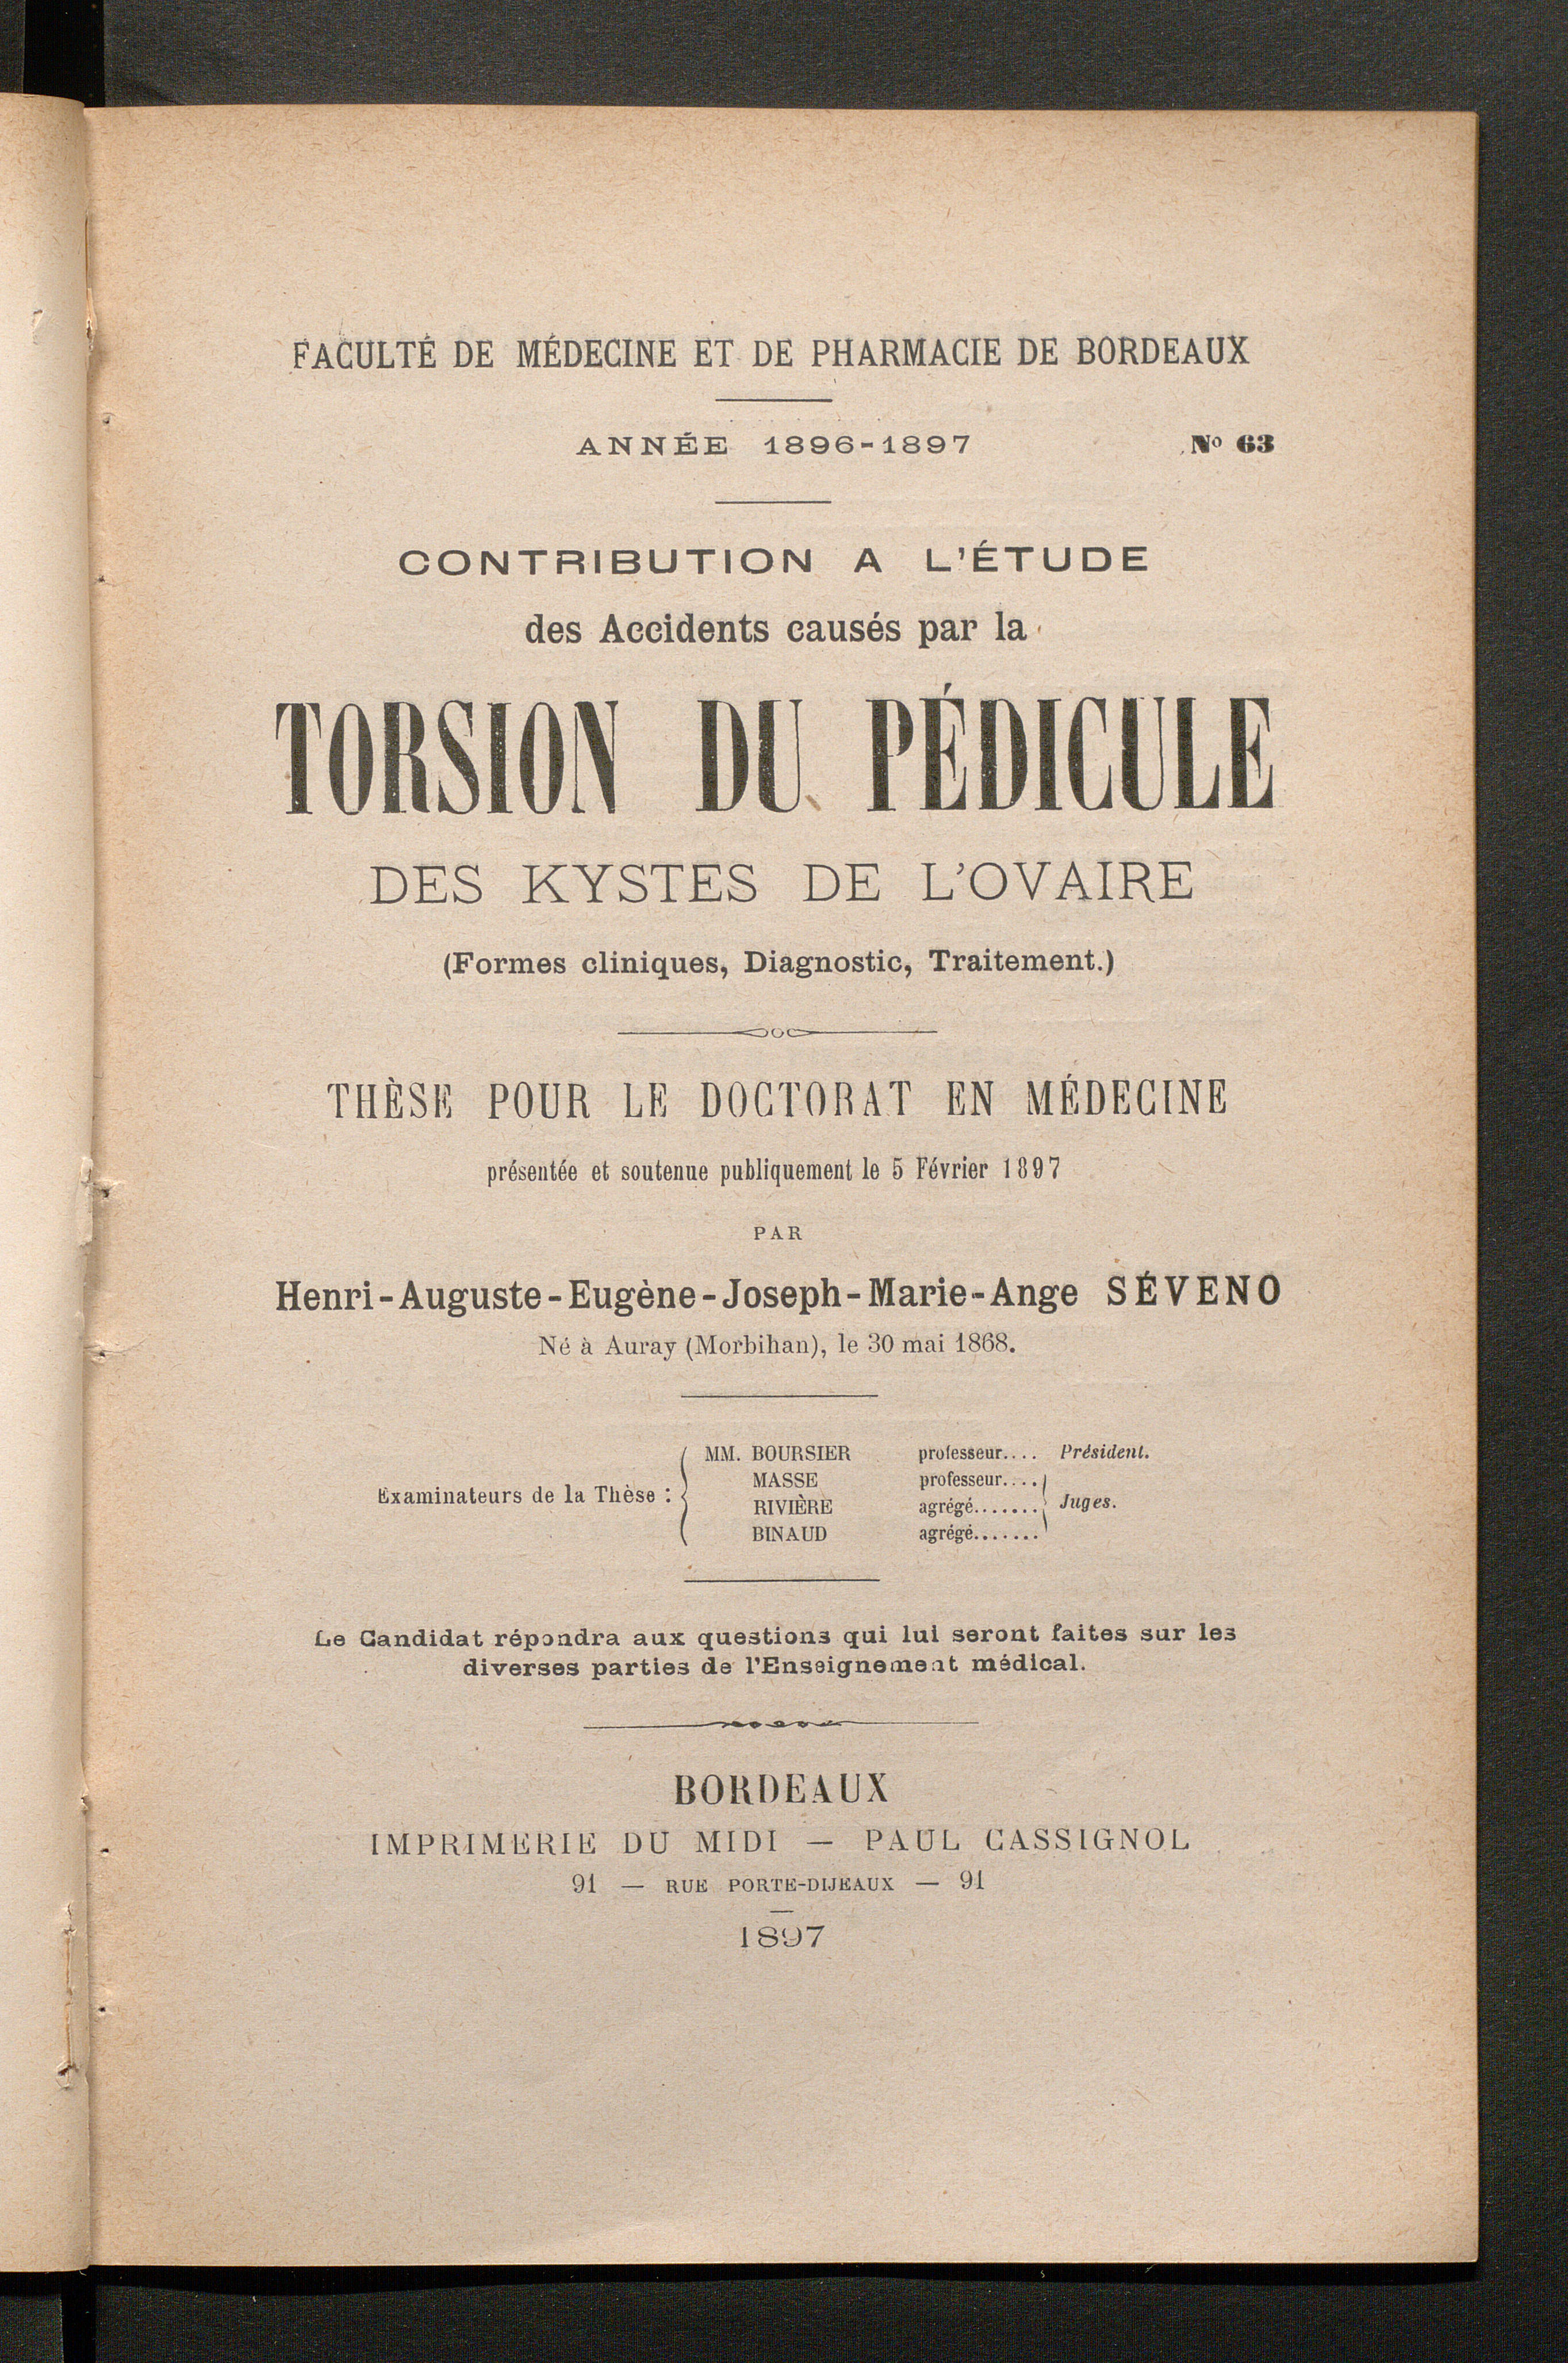 FACULTÉ DE MÉDECINE ET DE PHARMACIE DE BORDEAUX
ANNÉE 1896-1897 Nº 63
CONTRIBUTION A L'ÉTUDE
des Accidents causés par la
TORSION DU PÉDICULE
DES KYSTES DE L'OVAIRE
(Formes cliniques, Diagnostic, Traitement.)
THÈSE POUR LE DOCTORAT EN MÉDECINE
présentée et soutenue publiquement le 5 Février 1897
PAR
Henri-Auguste-Eugène-Joseph-Marie-Ange SÉVENO
Né à Auray (Morbihan), le 30 mai 1868.
Examinateurs de la Thèse :
MM. BOURSIER professeur.... Président.
MASSE professeur....
RIVIÈRE agrégé....... Juges.
BINAUD agrégé.......
Le Candidat répondra aux questions qui lui seront faites sur les
diverses parties de l'Enseignement médical.
BORDEAUX
IMPRIMERIE DU MIDI — PAUL CASSIGNOL
91 — RUE PORTE-DIJEAUX — 91
1897